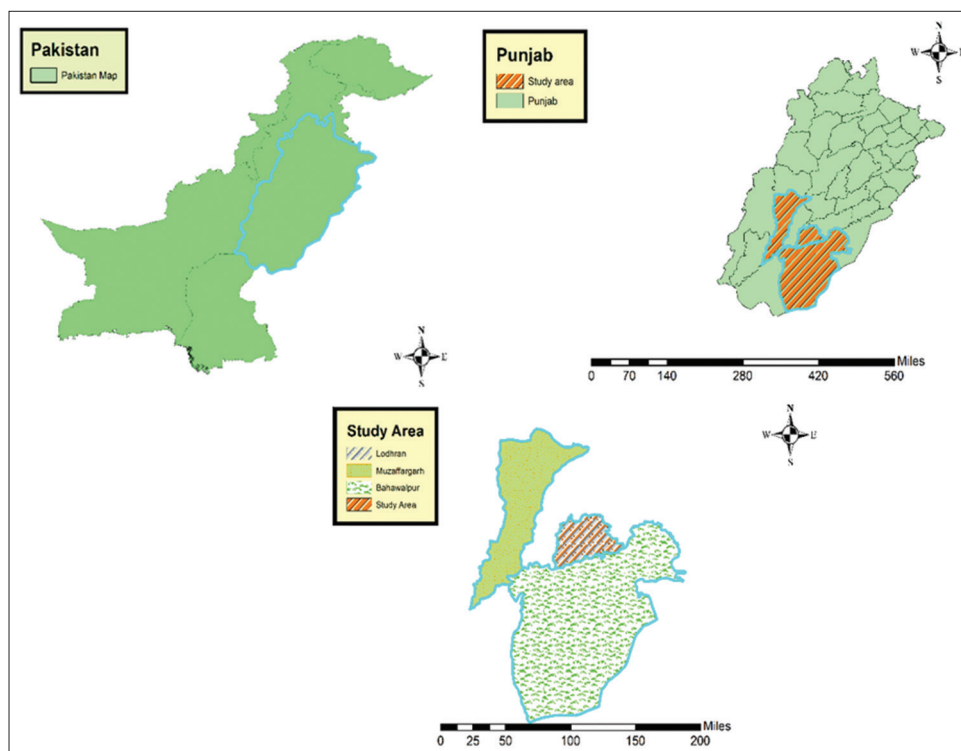 Pakistan
Pakistan Map
N
W E
S
Punjab
Study area
Punjab
N
W E
S
Miles
0 70 140 280 420 560
Study Area
Lodhran
Muzaffargarh
Bahawalpur
Study Area
N
W E
S
Miles
0 25 50 100 150 200